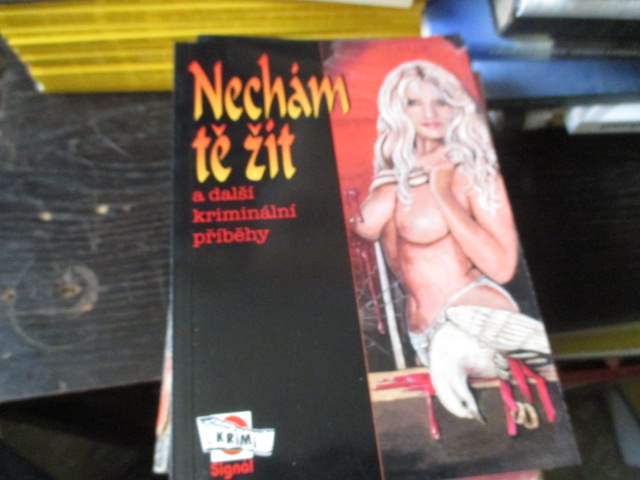 Nechám
tě žít
a další
kriminální
příběhy
KRIMI
Signál